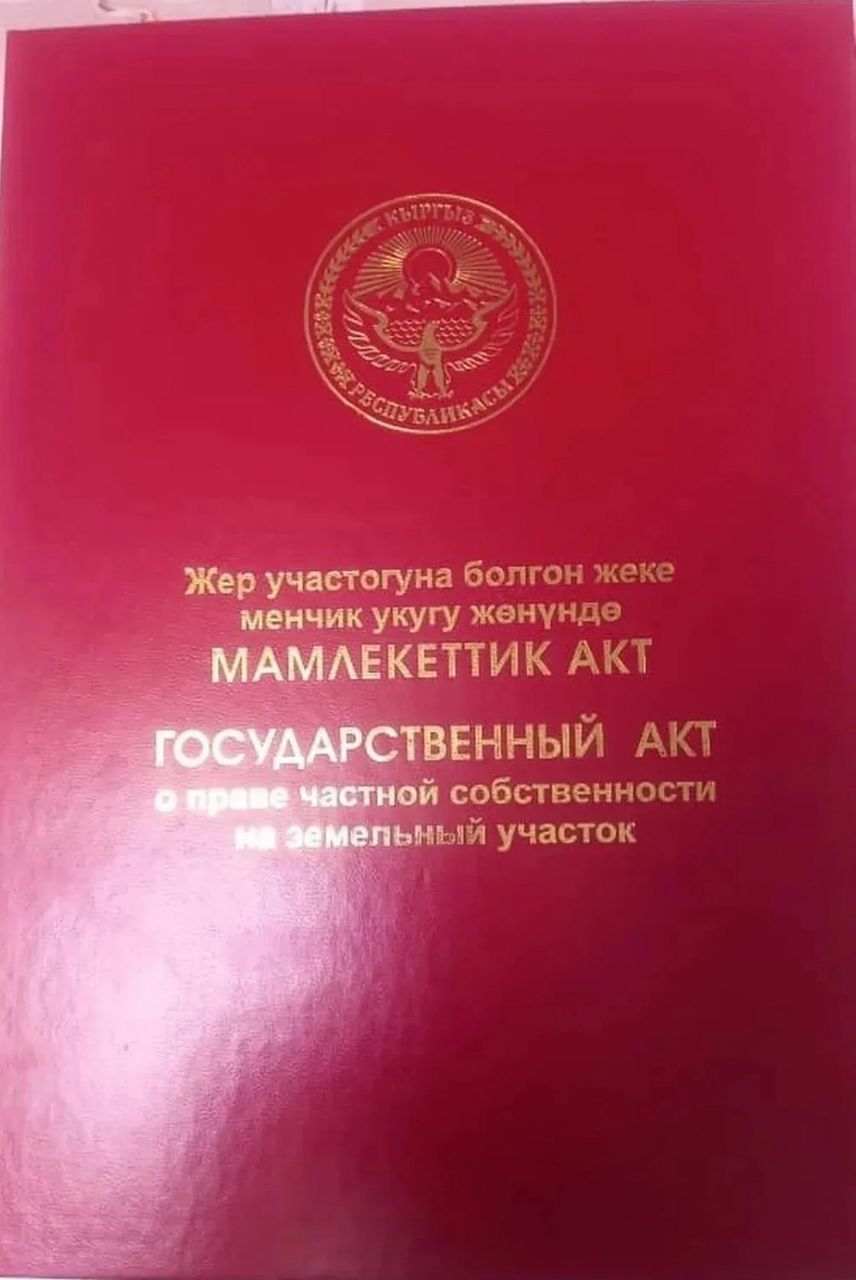 КЫРГЫЗ
РЕСПУБЛИКАСЫ
Жер участогуна болгон жеке
менчик укугу жөнүндө
МАМЛЕКЕТТИК АКТ
ГОСУДАРСТВЕННЫЙ АКТ
о праве частной собственности
на земельный участок